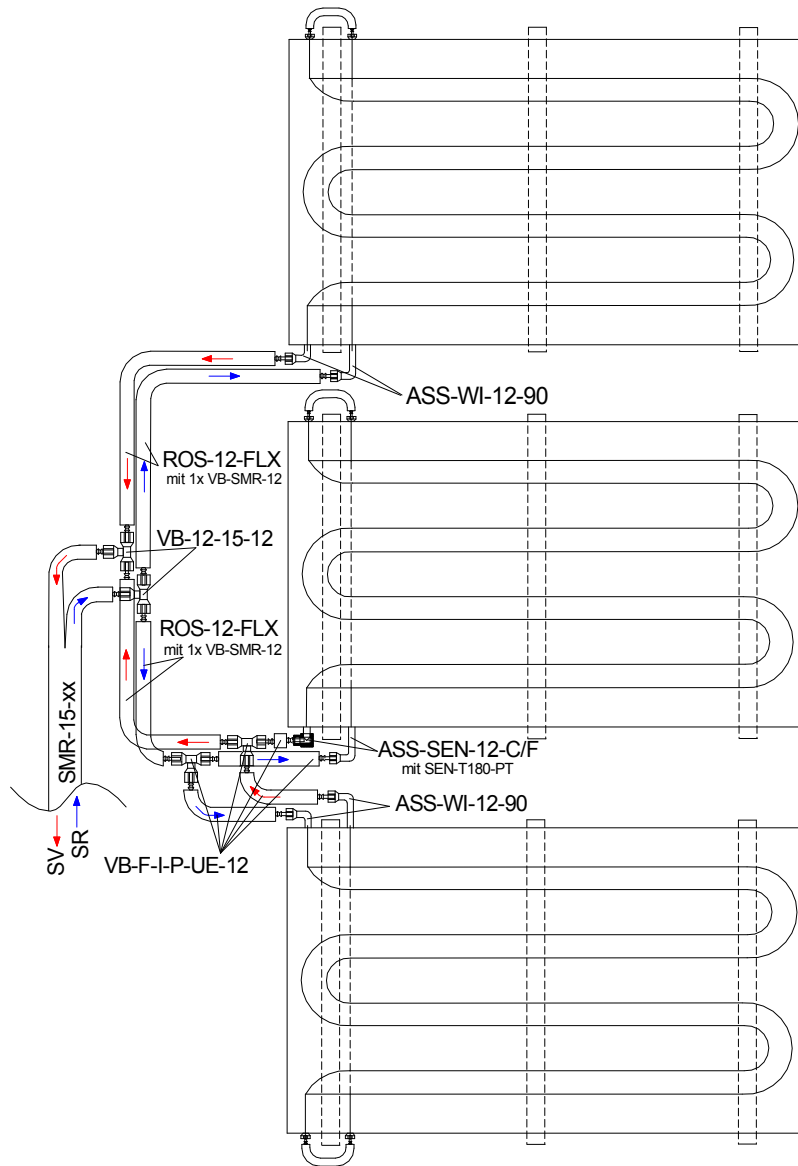 ASS-WI-12-90
ROS-12-FLX
mit 1x VB-SMR-12
VB-12-15-12
ROS-12-FLX
mit 1x VB-SMR-12
SMR-15-xx
ASS-SEN-12-C/F
mit SEN-T180-PT
ASS-WI-12-90
SV
SR
VB-F-I-P-UE-12